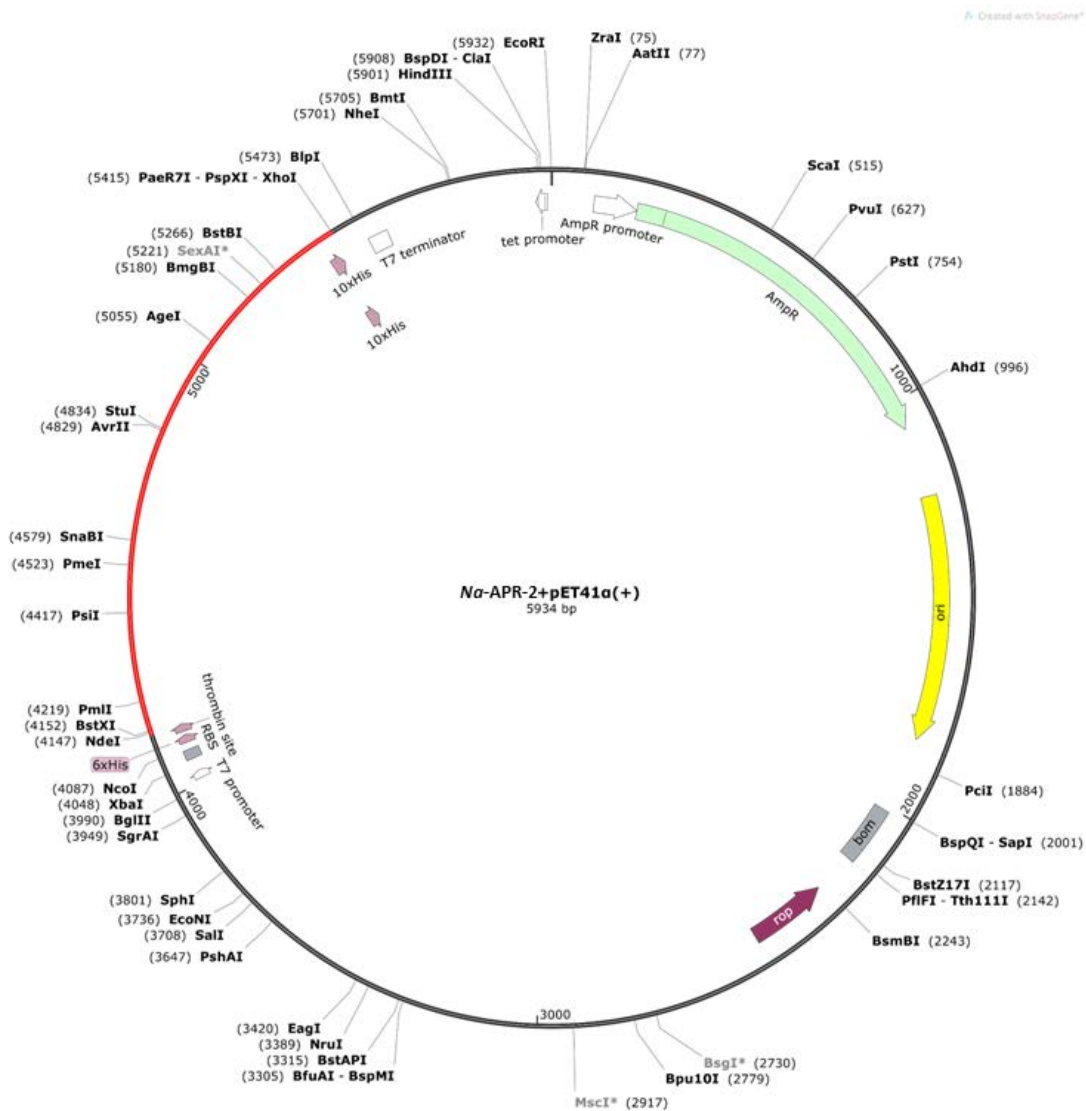 Created with SnapGene®
(5932) EcoRI
(5908) BspDI - ClaI
(5901) HindIII
(5705) BmtI
(5701) NheI
(5473) BlpI
(5415) PaeR7I - PspXI - XhoI
(5266) BstBI
(5221) SexAI*
(5180) BmgBI
(5055) AgeI
(4834) StuI
(4829) AvrII
(4579) SnaBI
(4523) PmeI
(4417) PsiI
(4219) PmlI
(4152) BstXI
(4147) NdeI
6xHis
(4087) NcoI
(4048) XbaI
(3990) BglII
(3949) SgrAI
(3801) SphI
(3736) EcoNI
(3708) SalI
(3647) PshAI
(3420) EagI
(3389) NruI
(3315) BstAPI
(3305) BfuAI - BspMI
ZraI (75)
AatII (77)
ScaI (515)
PvuI (627)
PstI (754)
AhdI (996)
PciI (1884)
BspQI - SapI (2001)
BstZ17I (2117)
PflFI - Tth111I (2142)
BsmBI (2243)
BsgI* (2730)
Bpu10I (2779)
MscI* (2917)
tet promoter
AmpR promoter
AmpR
T7 terminator
10xHis
10xHis
thrombin site
RBS
T7 promoter
ori
bom
rop
1000
2000
3000
4000
5000
Na-APR-2+pET41α(+)
5934 bp